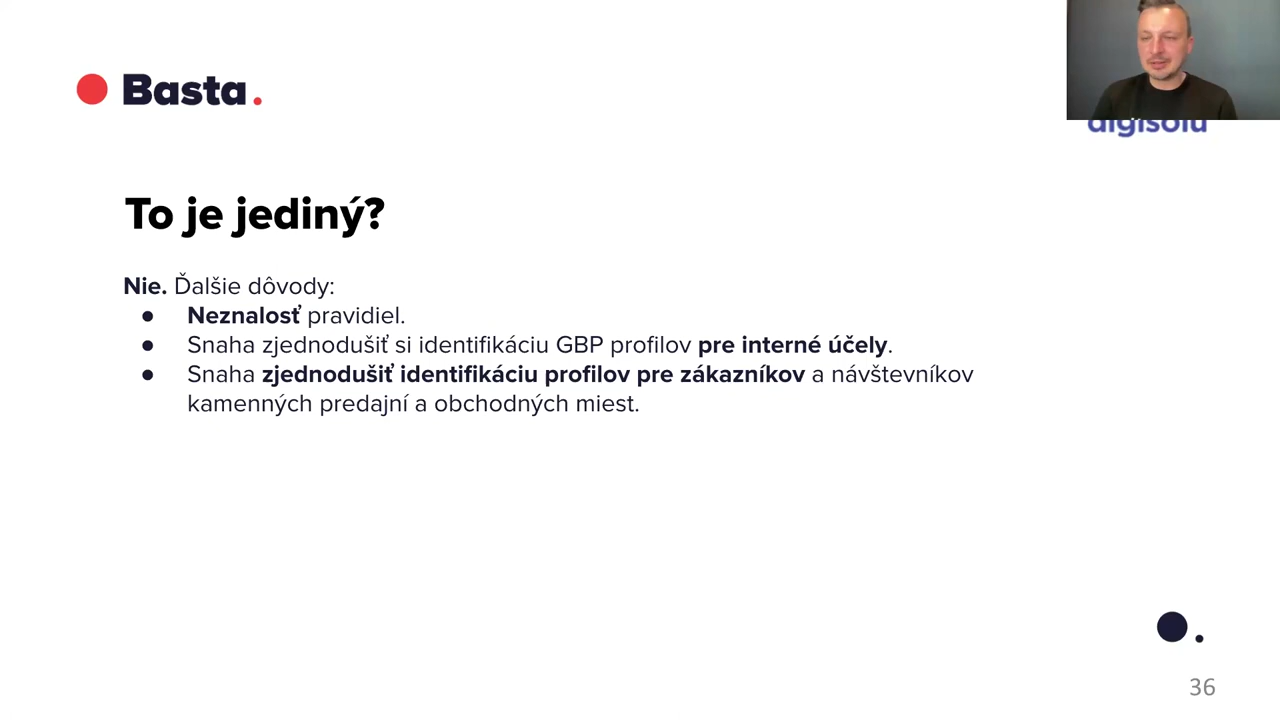 Basta.
digisolu
To je jediný?
Nie. Ďalšie dôvody:
● Neznalosť pravidiel.
● Snaha zjednodušiť si identifikáciu GBP profilov pre interné účely.
● Snaha zjednodušiť identifikáciu profilov pre zákazníkov a návštevníkov
kamenných predajní a obchodných miest.
36